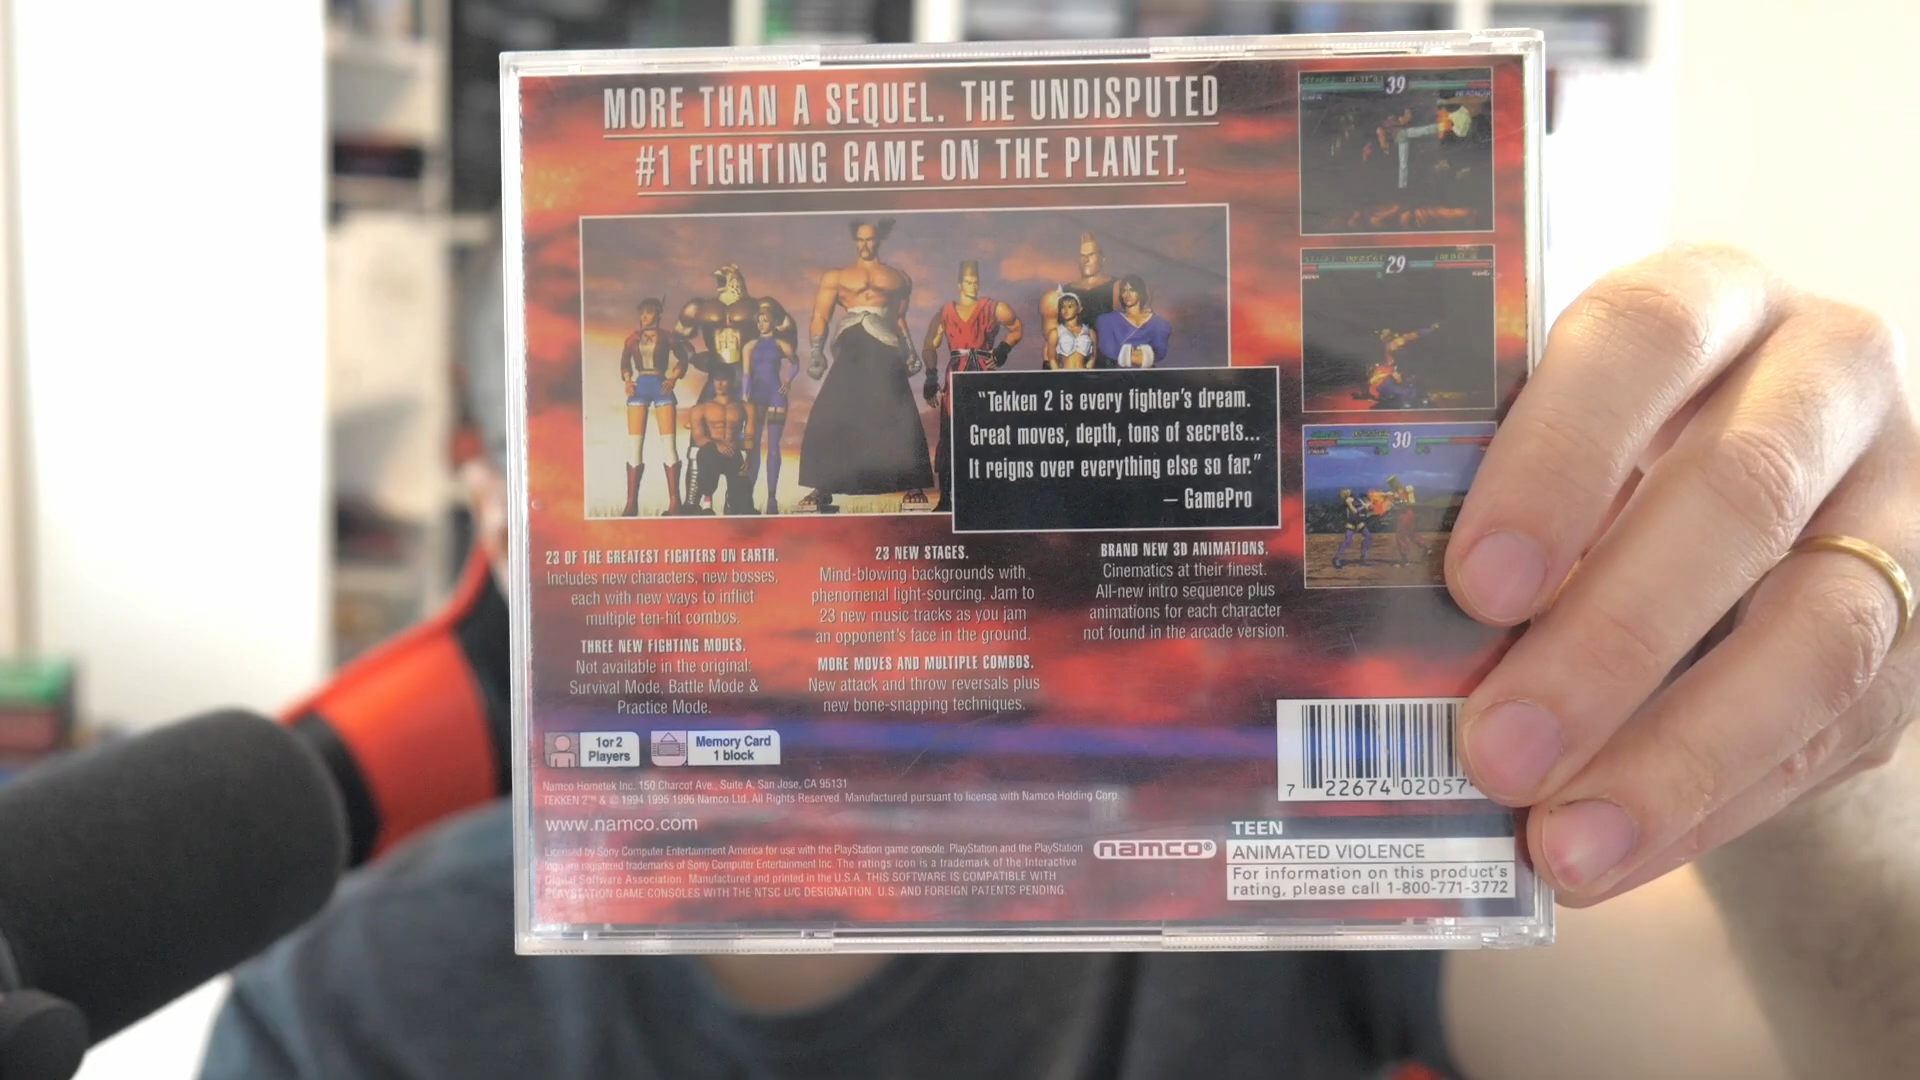 MORE THAN A SEQUEL. THE UNDISPUTED
#1 FIGHTING GAME ON THE PLANET.
39
29
30
"Tekken 2 is every fighter's dream.
Great moves, depth, tons of secrets...
It reigns over everything else so far."
– GamePro
23 OF THE GREATEST FIGHTERS ON EARTH.
Includes new characters, new bosses,
each with new ways to inflict
multiple ten-hit combos.
THREE NEW FIGHTING MODES.
Not available in the original:
Survival Mode, Battle Mode &
Practice Mode.
23 NEW STAGES.
Mind-blowing backgrounds with
phenomenal light-sourcing. Jam to
23 new music tracks as you jam
an opponent's face in the ground.
MORE MOVES AND MULTIPLE COMBOS.
New attack and throw reversals plus
new bone-snapping techniques.
BRAND NEW 3D ANIMATIONS.
Cinematics at their finest.
All-new intro sequence plus
animations for each character
not found in the arcade version.
1 or 2
Players
Memory Card
1 block
Namco Hometek Inc. 150 Charcot Ave., Suite A, San Jose, CA 95131
TEKKEN 2™ & © 1994 1995 1996 Namco Ltd. All Rights Reserved. Manufactured pursuant to license with Namco Holding Corp.
www.namco.com
Licensed by Sony Computer Entertainment America for use with the PlayStation game console. PlayStation and the PlayStation
logo are registered trademarks of Sony Computer Entertainment Inc. The ratings icon is a trademark of the Interactive
Digital Software Association. Manufactured and printed in the U.S.A. THIS SOFTWARE IS COMPATIBLE WITH
PLAYSTATION GAME CONSOLES WITH THE NTSC U/C DESIGNATION. U.S. AND FOREIGN PATENTS PENDING.
namco®
7 22674 02057
TEEN
ANIMATED VIOLENCE
For information on this product's
rating, please call 1-800-771-3772